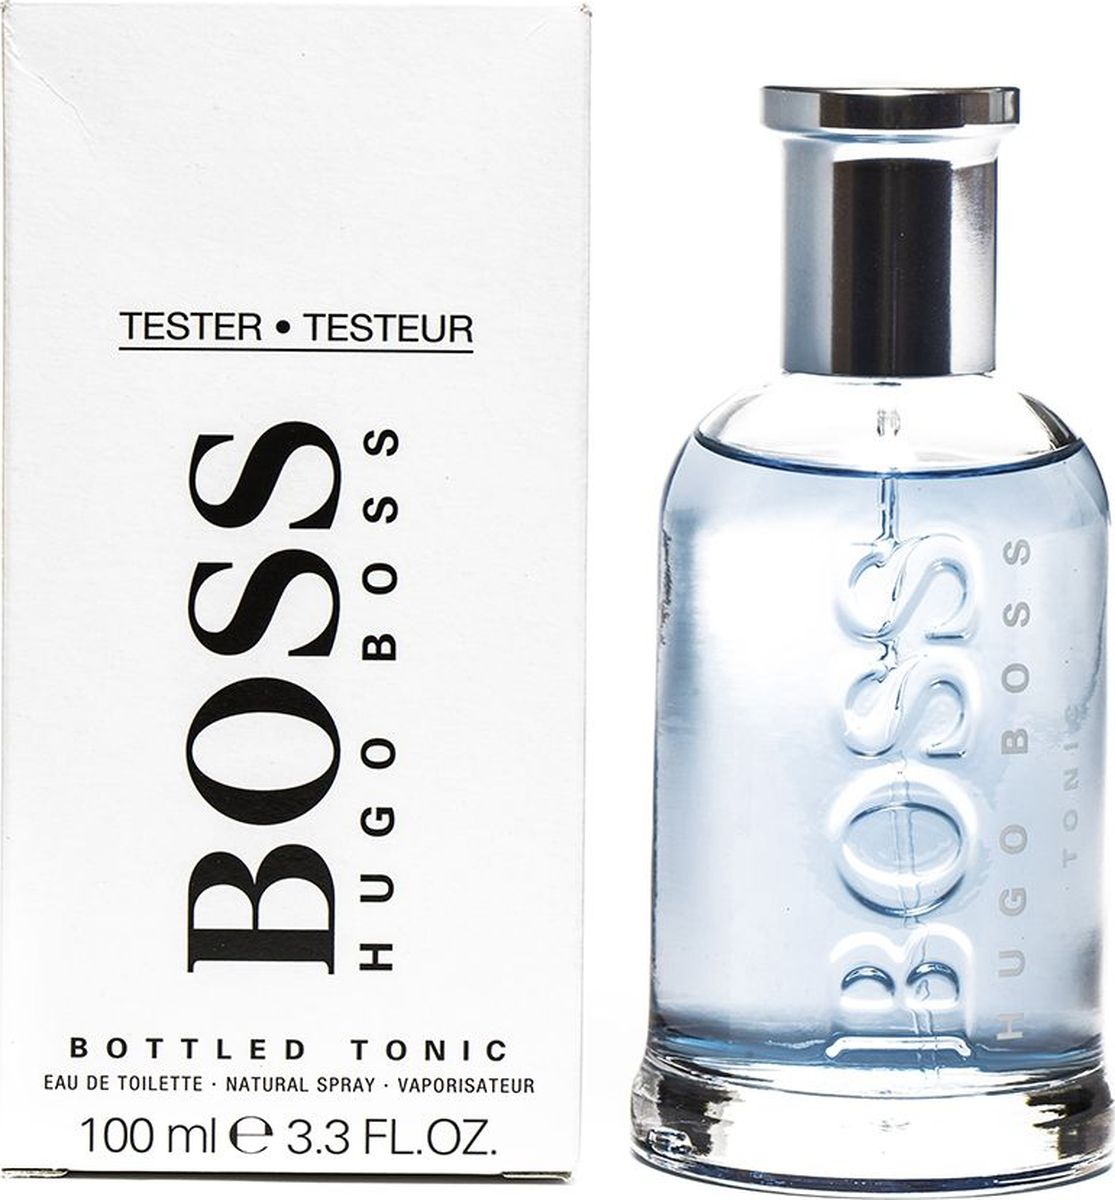 TESTER • TESTEUR
BOSS
HUGO BOSS
BOTTLED TONIC
EAU DE TOILETTE · NATURAL SPRAY · VAPORISATEUR
100 ml ℮ 3.3 FL.OZ.
BOSS
HUGO BOSS
TONIC